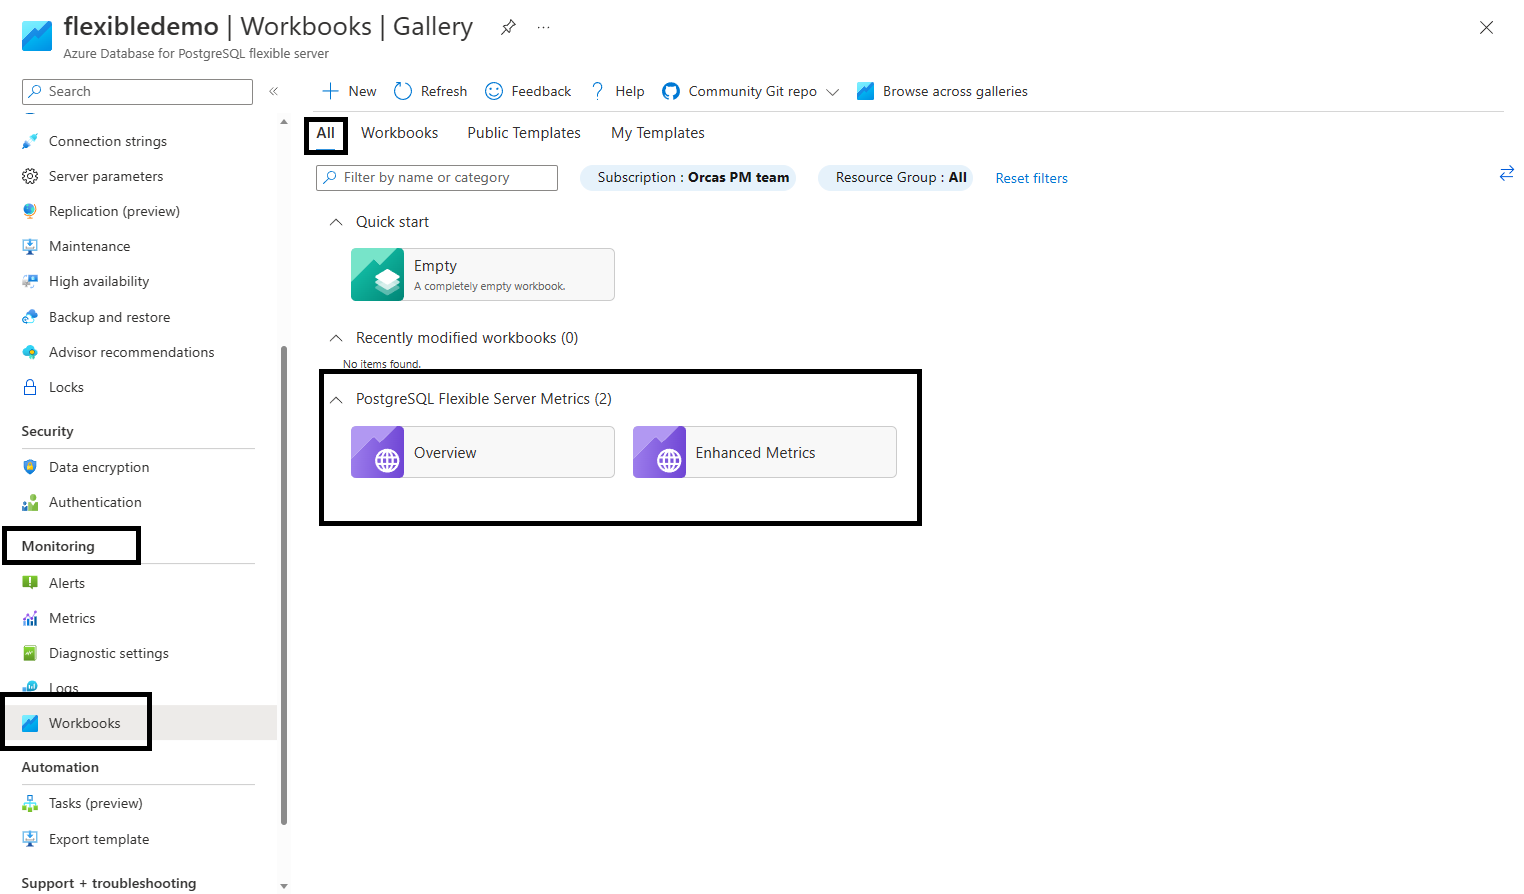 flexibledemo | Workbooks | Gallery
Azure Database for PostgreSQL flexible server
Search
New
Refresh
Feedback
Help
Community Git repo
Browse across galleries
Connection strings
Server parameters
Replication (preview)
Maintenance
High availability
Backup and restore
Advisor recommendations
Locks
Security
Data encryption
Authentication
Monitoring
Alerts
Metrics
Diagnostic settings
Logs
Workbooks
Automation
Tasks (preview)
Export template
Support + troubleshooting
All
Workbooks
Public Templates
My Templates
Filter by name or category
Subscription : Orcas PM team
Resource Group : All
Reset filters
Quick start
Empty
A completely empty workbook.
Recently modified workbooks (0)
No items found.
PostgreSQL Flexible Server Metrics (2)
Overview
Enhanced Metrics